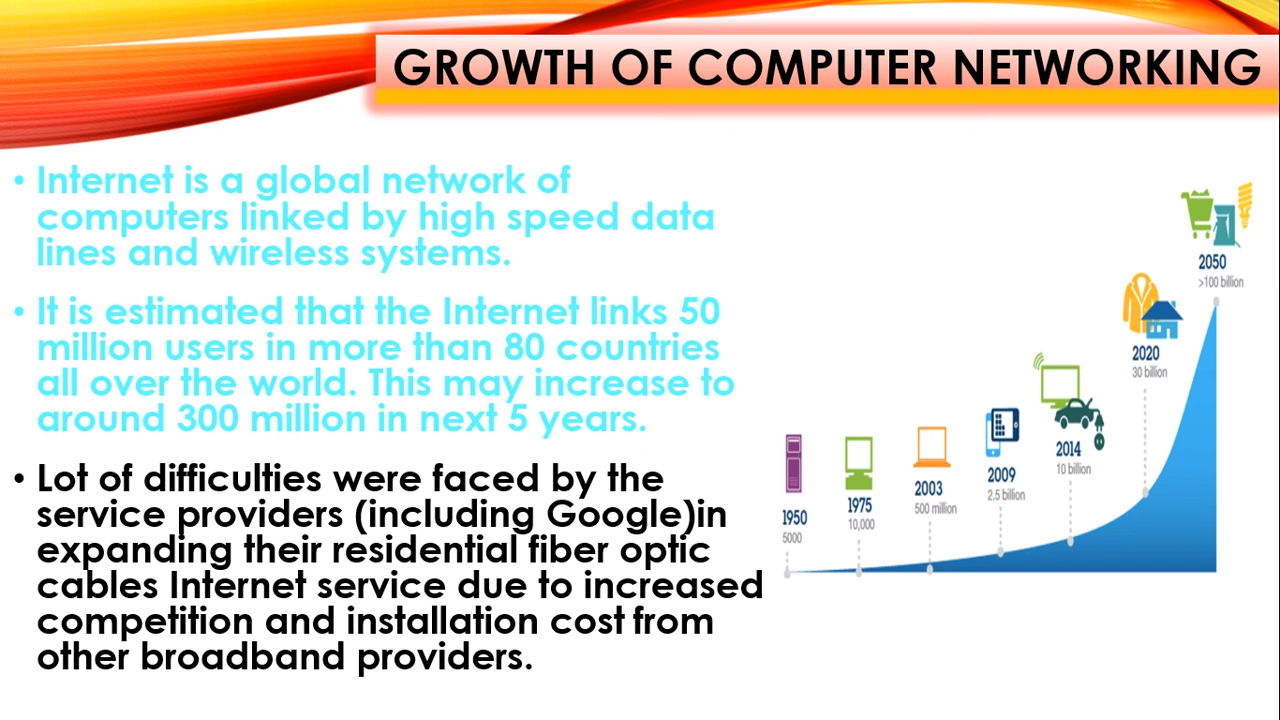 GROWTH OF COMPUTER NETWORKING
• Internet is a global network of
computers linked by high speed data
lines and wireless systems.
• It is estimated that the Internet links 50
million users in more than 80 countries
all over the world. This may increase to
around 300 million in next 5 years.
• Lot of difficulties were faced by the
service providers (including Google)in
expanding their residential fiber optic
cables Internet service due to increased
competition and installation cost from
other broadband providers.
1950
5000
1975
10,000
2003
500 million
2009
2.5 billion
2014
10 billion
2020
30 billion
2050
>100 billion